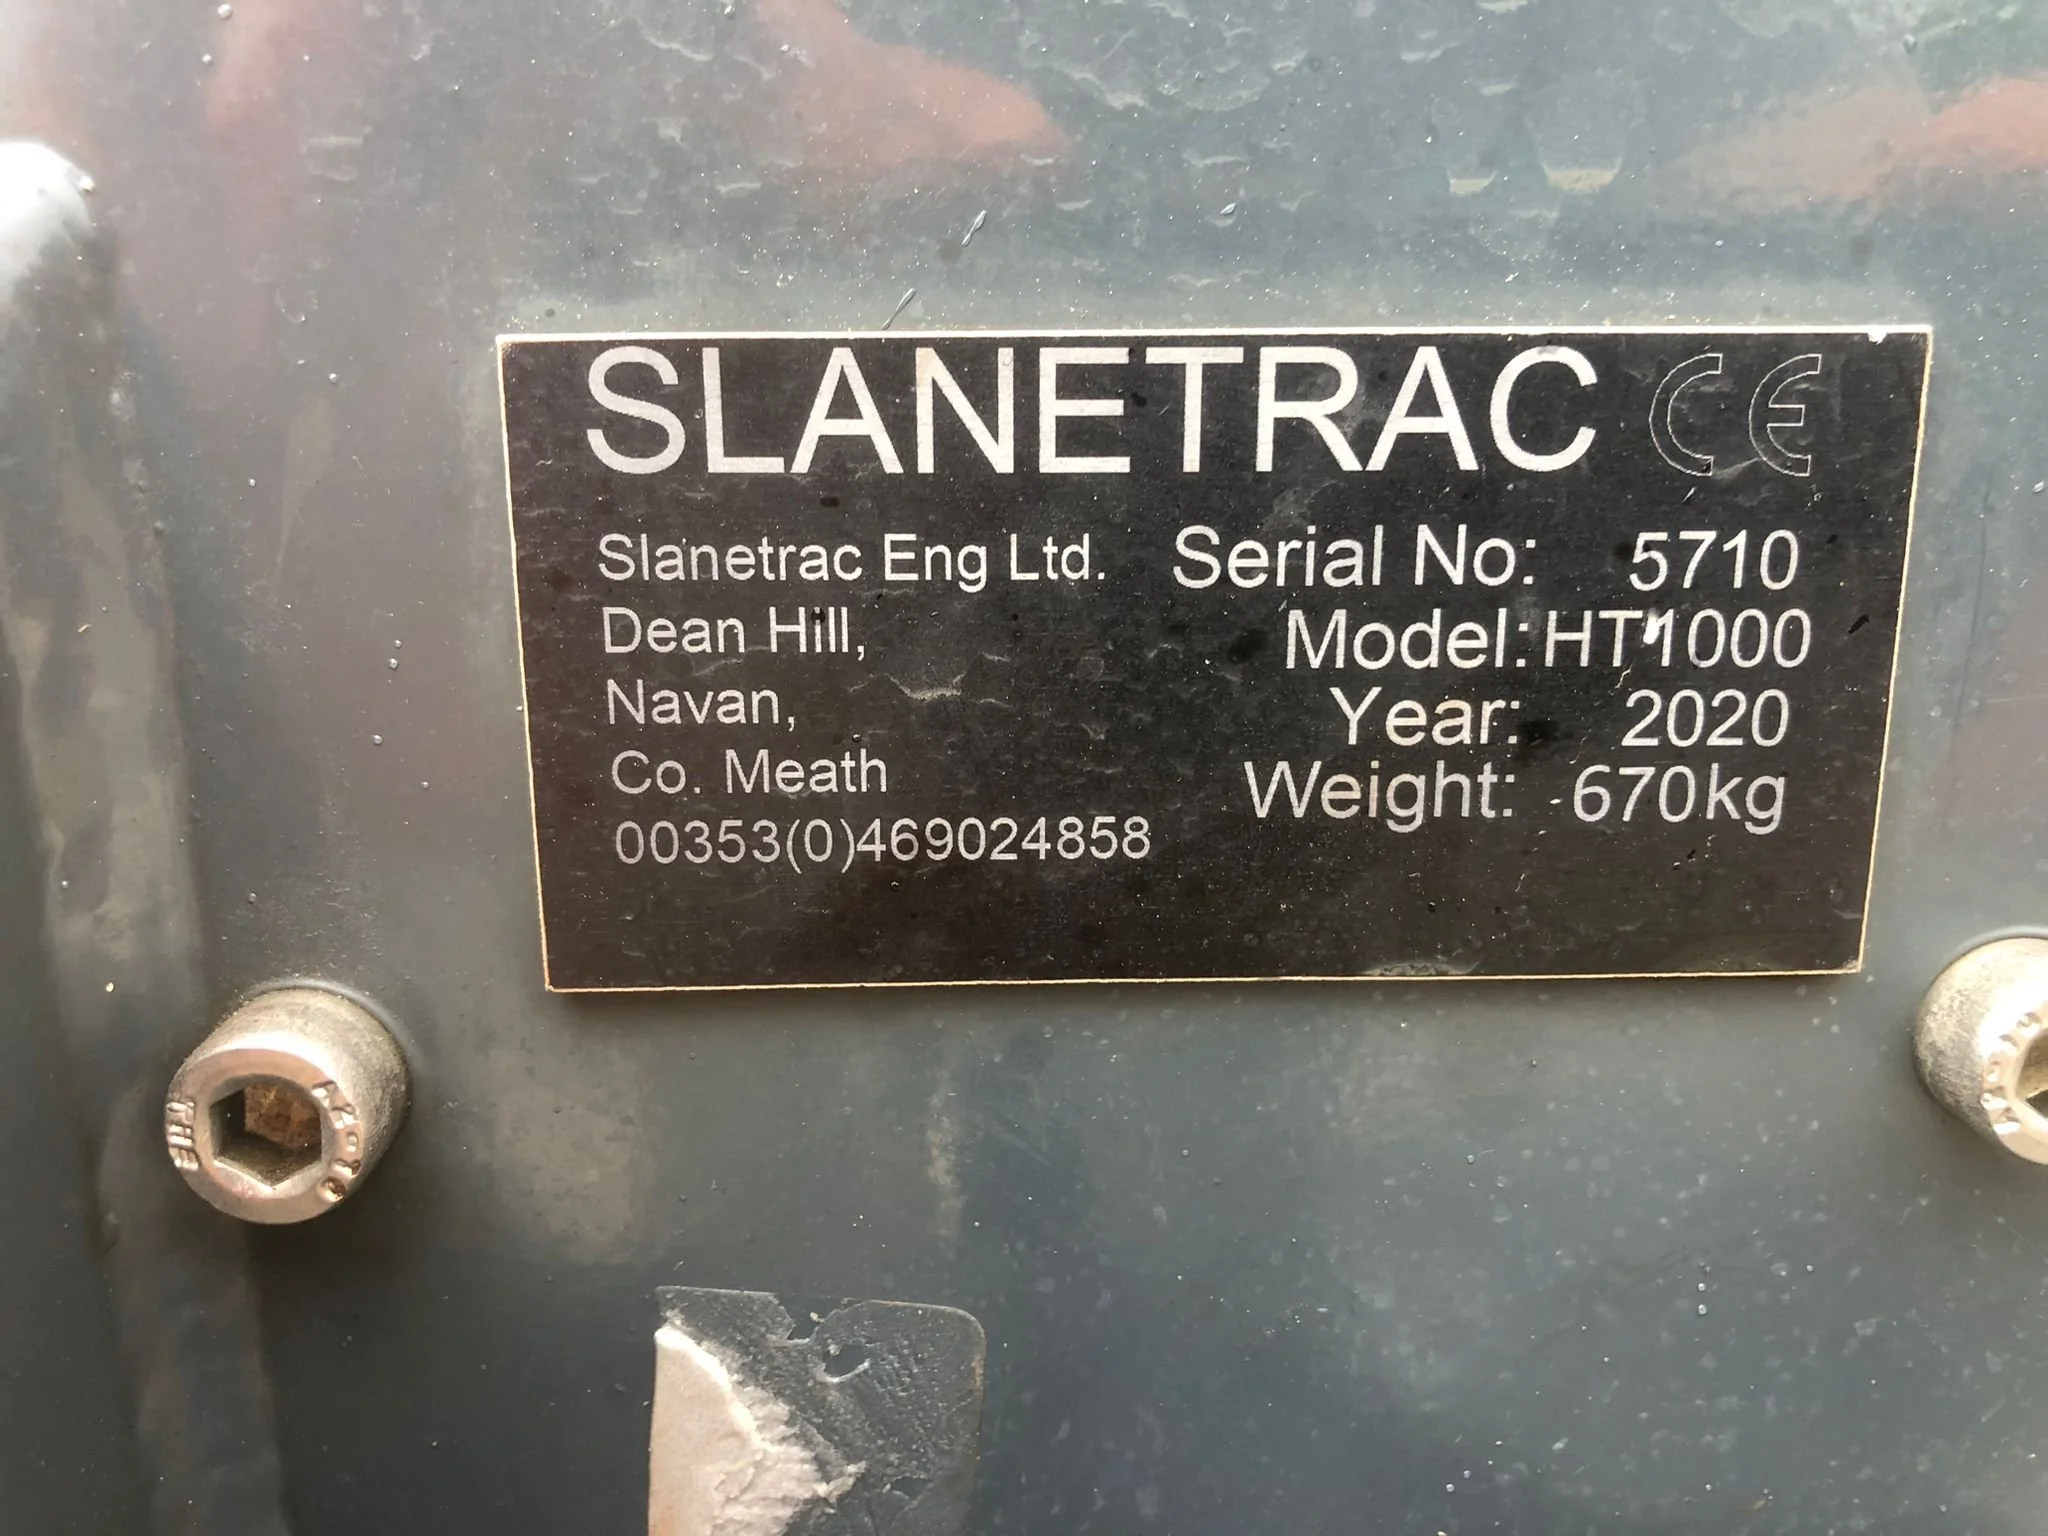 SLANETRAC CE
Slanetrac Eng Ltd.
Dean Hill,
Navan,
Co. Meath
00353(0)469024858
Serial No: 5710
Model: HT1000
Year: 2020
Weight: 670kg